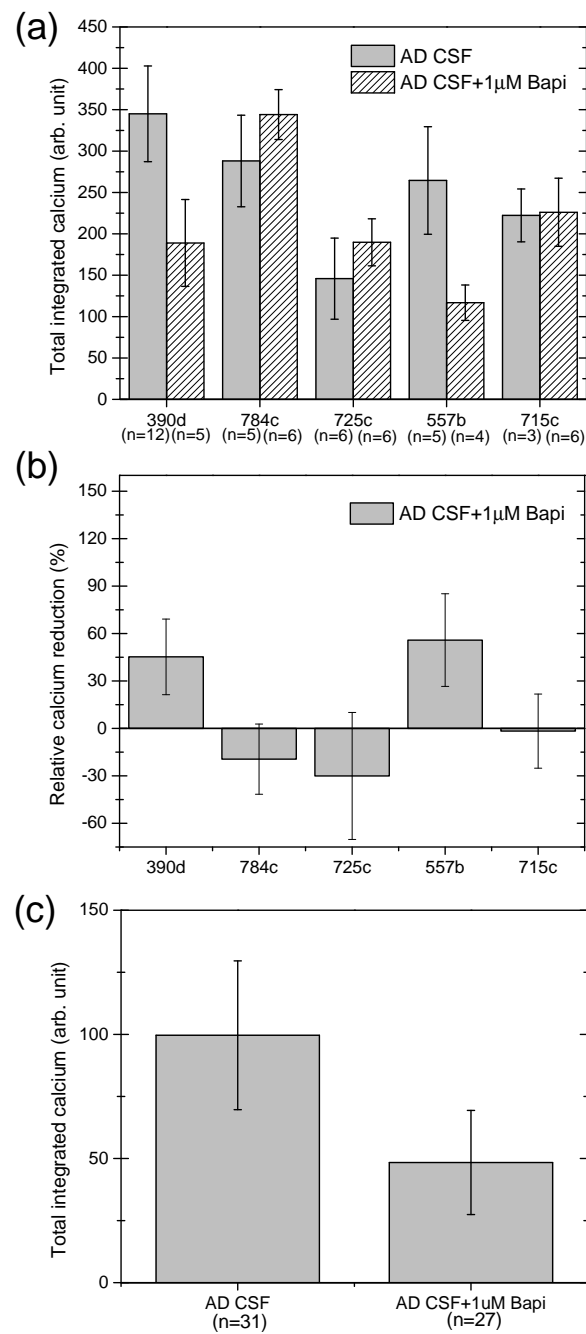 (a)
450
400
350
300
250
200
150
100
50
0
Total integrated calcium (arb. unit)
AD CSF
AD CSF+1μM Bapi
390d 784c 725c 557b 715c
(n=12) (n=5) (n=5) (n=6) (n=6) (n=6) (n=5) (n=4) (n=3) (n=6)
(b)
150
120
90
60
30
0
-30
-60
Relative calcium reduction (%)
AD CSF+1μM Bapi
390d 784c 725c 557b 715c
(c)
150
100
50
0
Total integrated calcium (arb. unit)
AD CSF AD CSF+1uM Bapi
(n=31) (n=27)